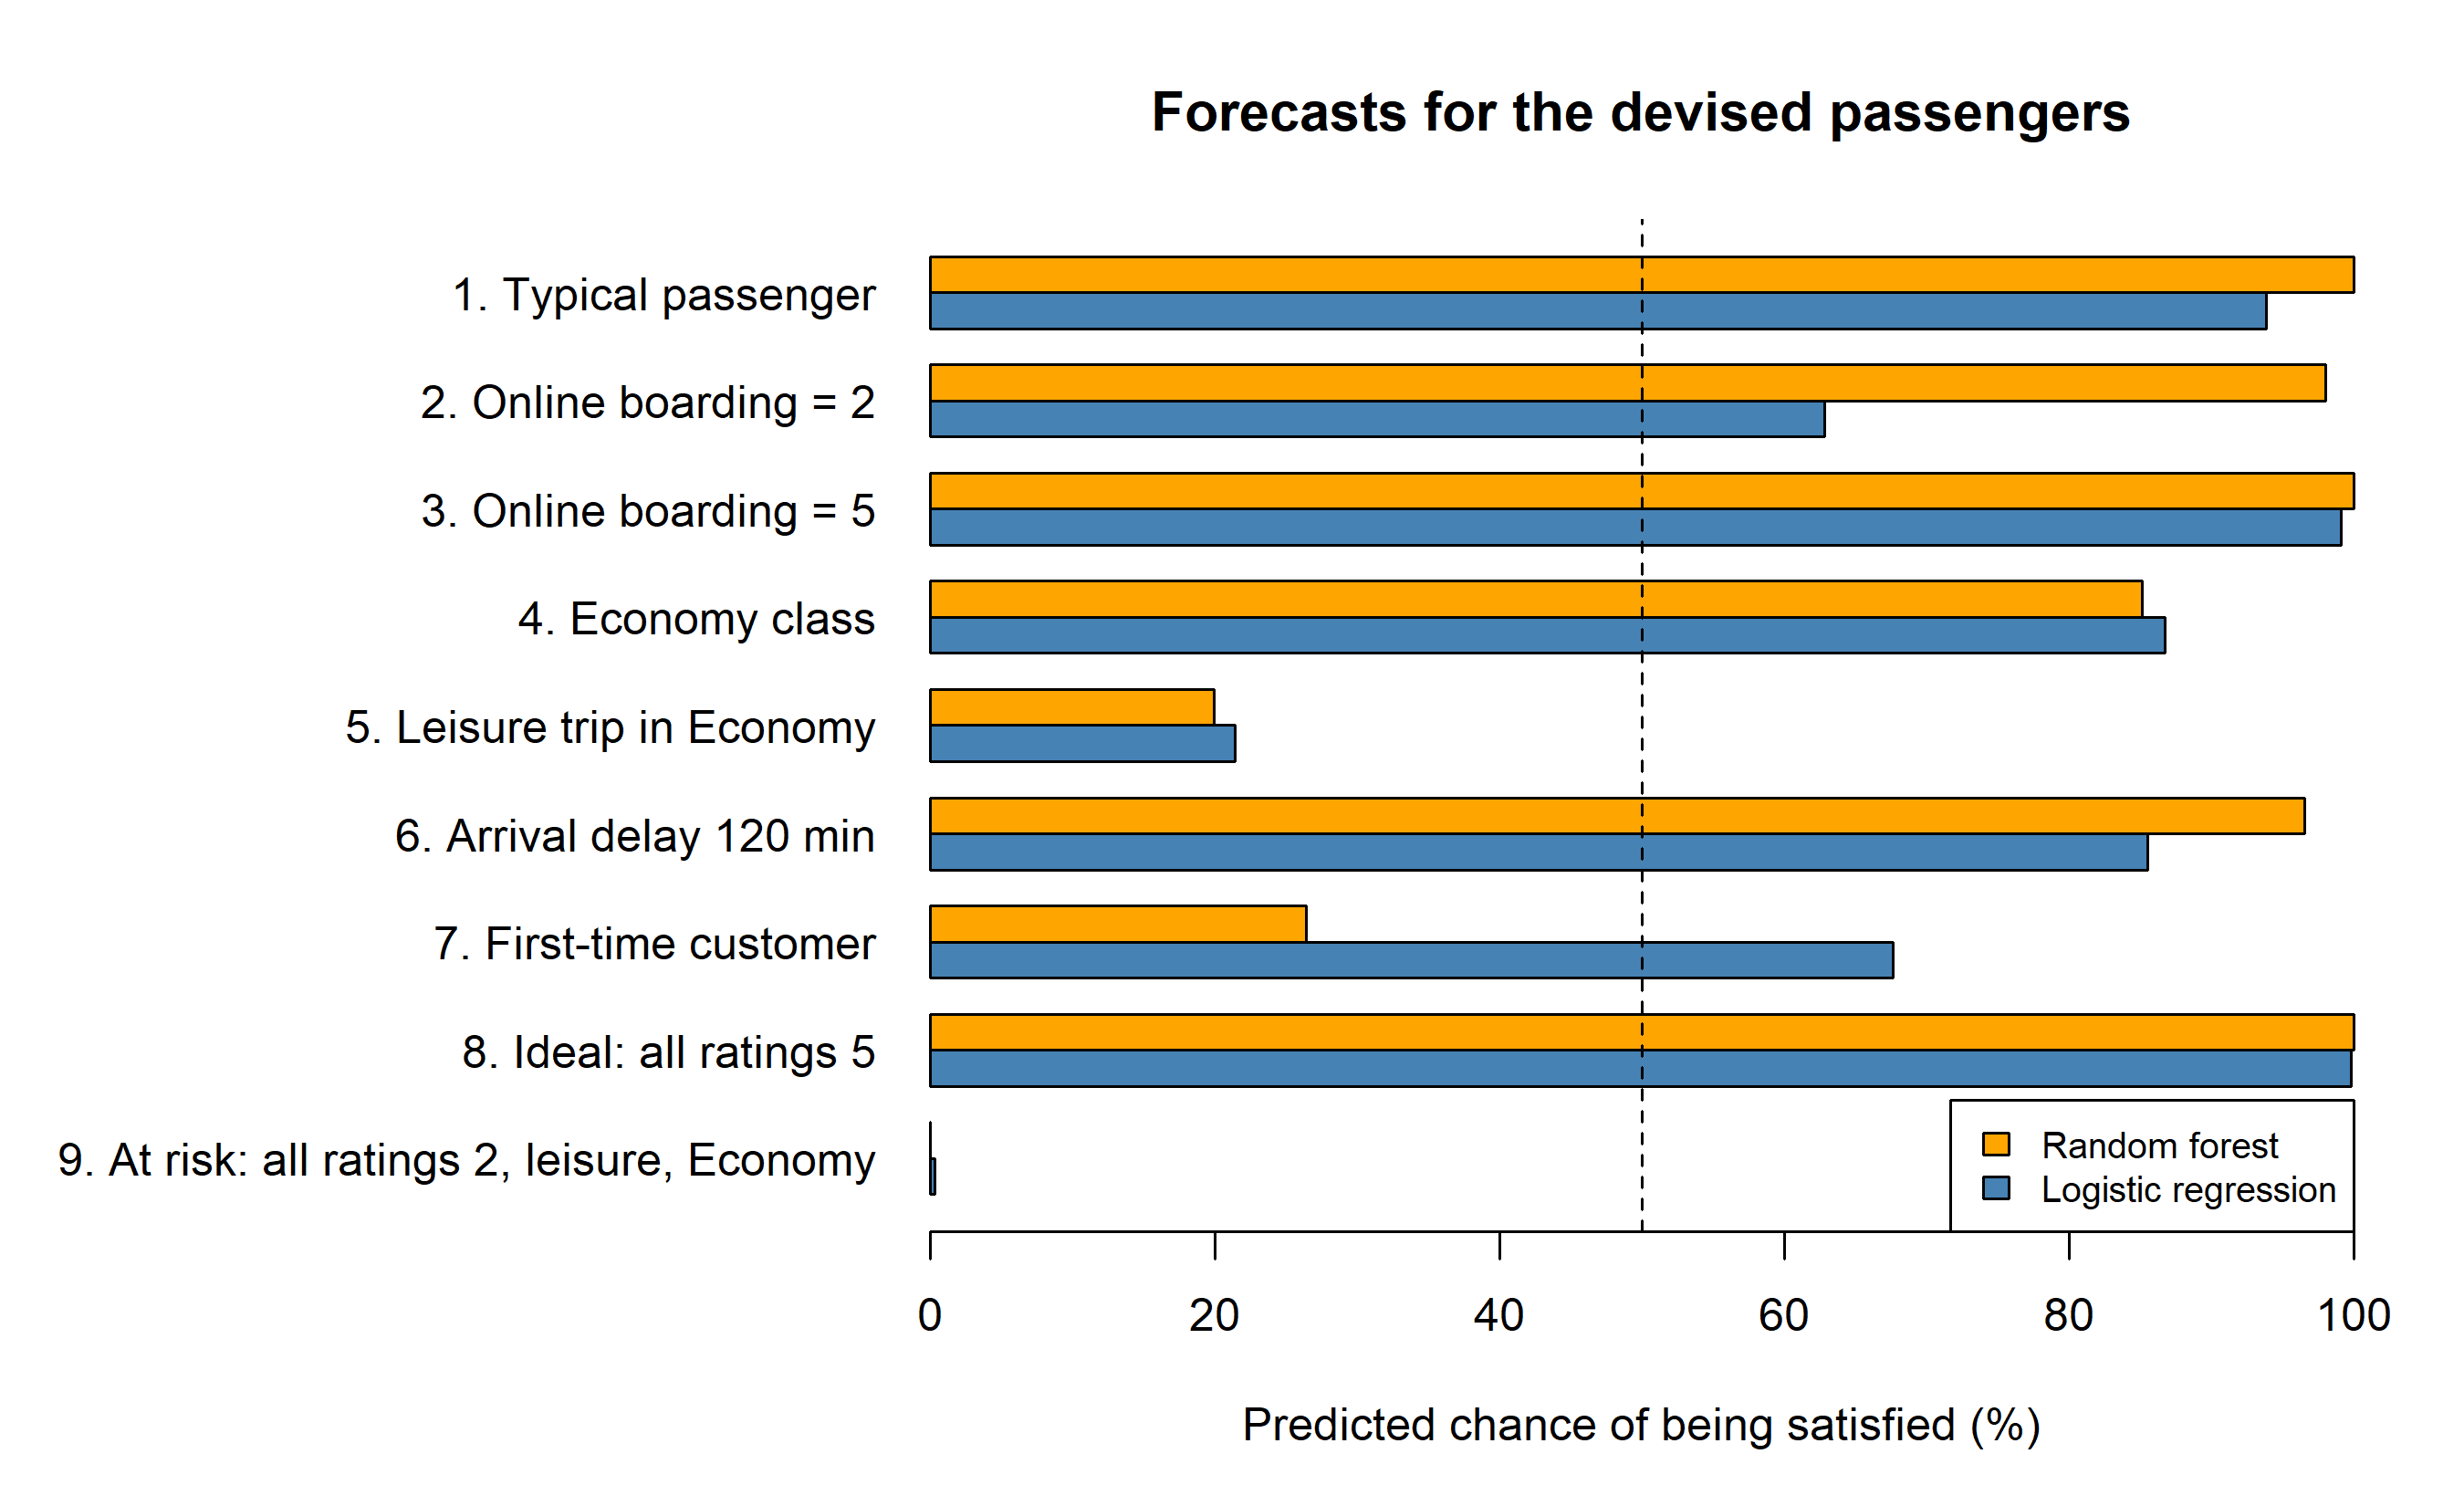 Forecasts for the devised passengers
1. Typical passenger
2. Online boarding = 2
3. Online boarding = 5
4. Economy class
5. Leisure trip in Economy
6. Arrival delay 120 min
7. First-time customer
8. Ideal: all ratings 5
9. At risk: all ratings 2, leisure, Economy
Random forest
Logistic regression
0 20 40 60 80 100
Predicted chance of being satisfied (%)